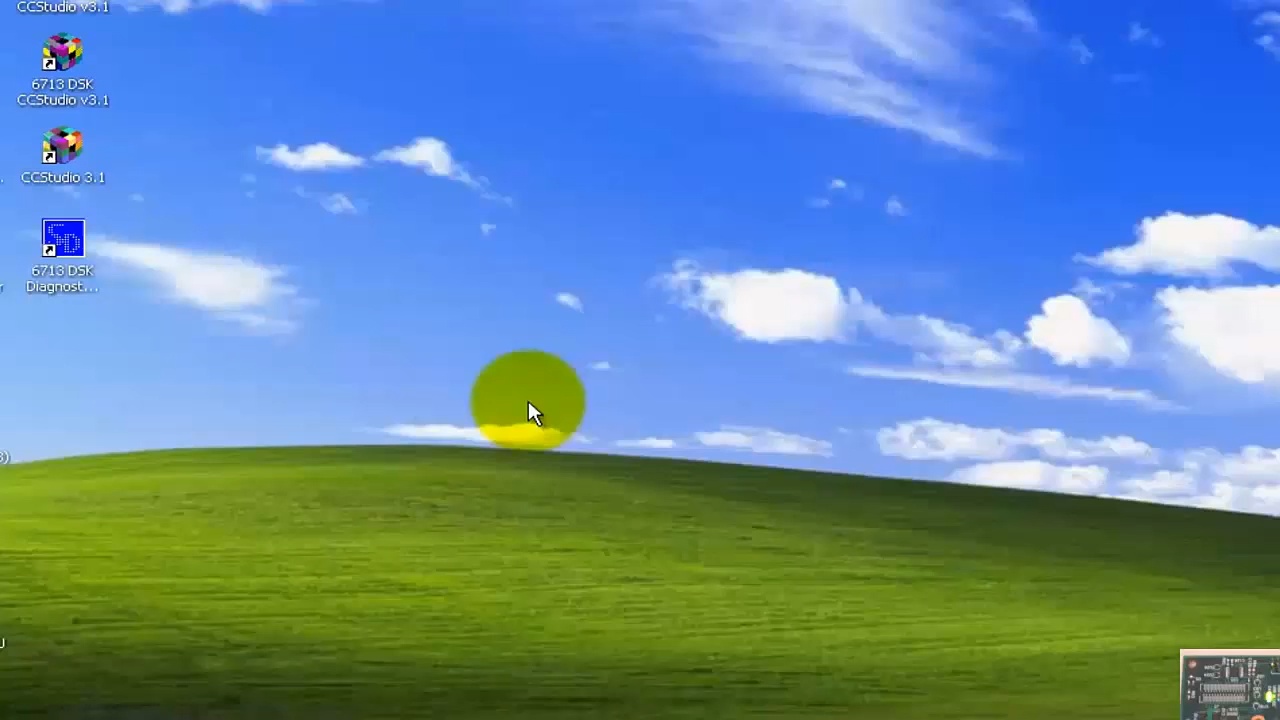 CCStudio v3.1
6713 DSK
CCStudio v3.1
CCStudio 3.1
6713 DSK
Diagnost...